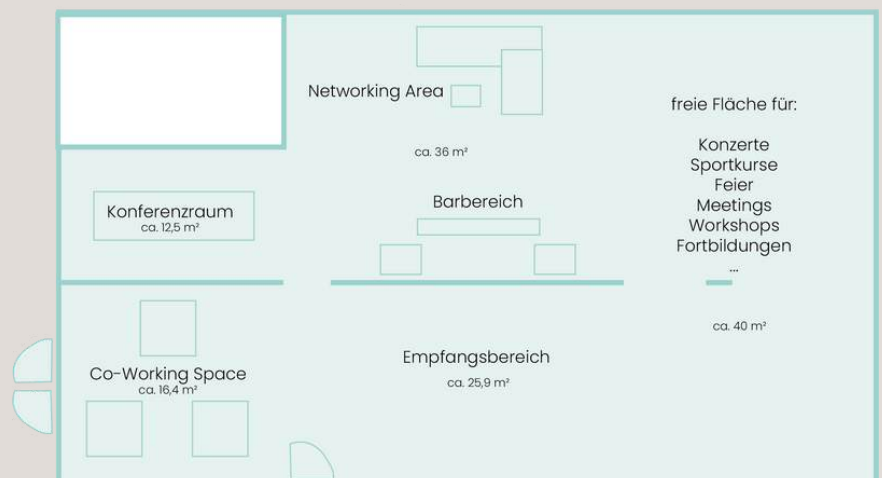 Networking Area
ca. 36 m²
freie Fläche für:
Konzerte
Sportkurse
Feier
Meetings
Workshops
Fortbildungen
...
Konferenzraum
ca. 12,5 m²
Barbereich
ca. 40 m²
Co-Working Space
ca. 16,4 m²
Empfangsbereich
ca. 25,9 m²